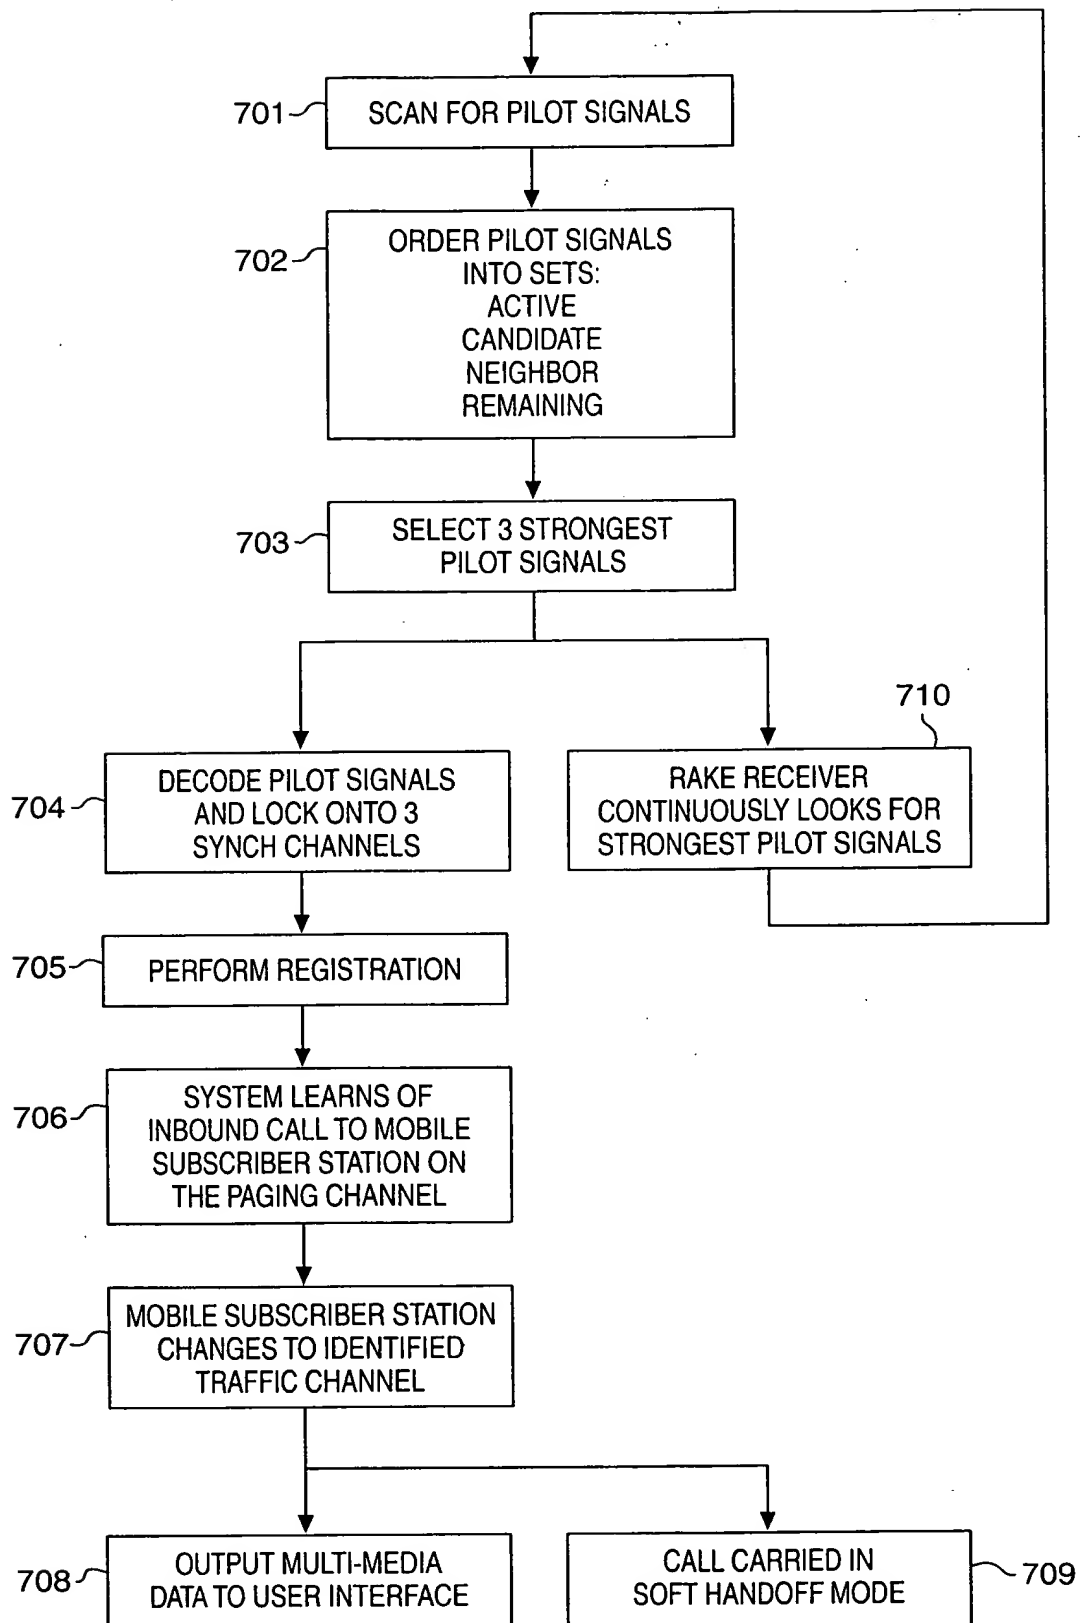 701
SCAN FOR PILOT SIGNALS
702
ORDER PILOT SIGNALS
INTO SETS:
ACTIVE
CANDIDATE
NEIGHBOR
REMAINING
703
SELECT 3 STRONGEST
PILOT SIGNALS
704
DECODE PILOT SIGNALS
AND LOCK ONTO 3
SYNCH CHANNELS
710
RAKE RECEIVER
CONTINUOUSLY LOOKS FOR
STRONGEST PILOT SIGNALS
705
PERFORM REGISTRATION
706
SYSTEM LEARNS OF
INBOUND CALL TO MOBILE
SUBSCRIBER STATION ON
THE PAGING CHANNEL
707
MOBILE SUBSCRIBER STATION
CHANGES TO IDENTIFIED
TRAFFIC CHANNEL
708
OUTPUT MULTI-MEDIA
DATA TO USER INTERFACE
CALL CARRIED IN
SOFT HANDOFF MODE
709